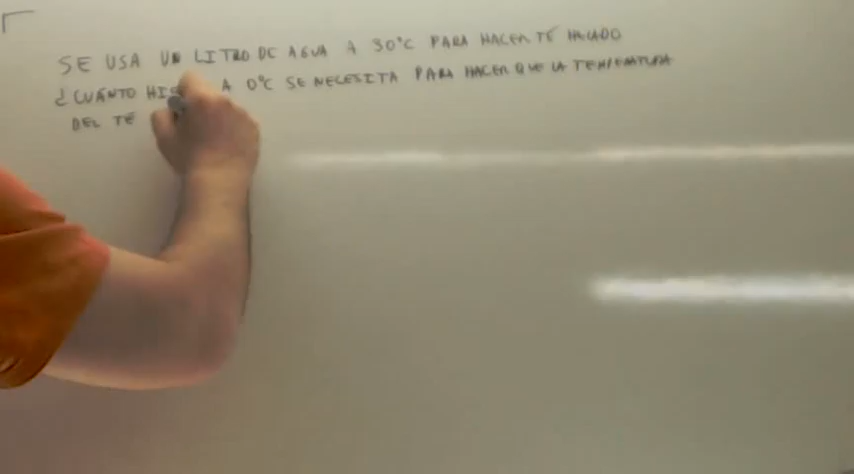 SE USA UN LITRO DE AGUA A 30°C PARA HACER TÉ HELADO
¿CUÁNTO A 0°C SE NECESITA PARA HACER QUE LA TEMPERATURA
DEL TÉ